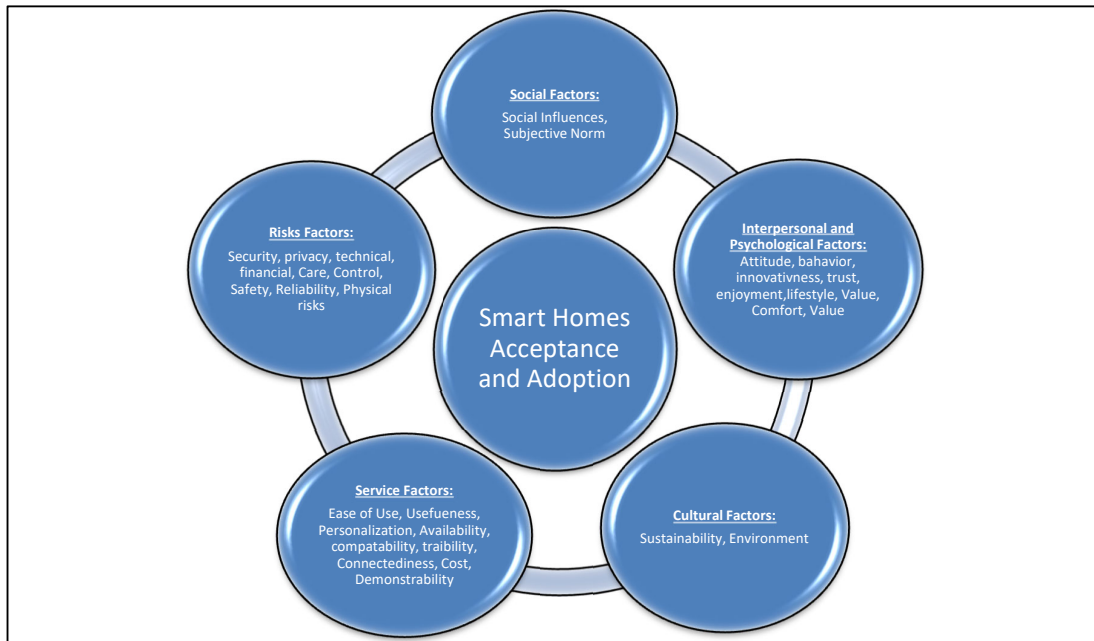 Social Factors:
Social Influences,
Subjective Norm
Interpersonal and
Psychological Factors:
Attitude, bahavior,
innovativness, trust,
enjoyment,lifestyle, Value,
Comfort, Value
Risks Factors:
Security, privacy, technical,
financial, Care, Control,
Safety, Reliability, Physical
risks
Smart Homes
Acceptance
and Adoption
Service Factors:
Ease of Use, Usefueness,
Personalization, Availability,
compatability, traibility,
Connectediness, Cost,
Demonstrability
Cultural Factors:
Sustainability, Environment